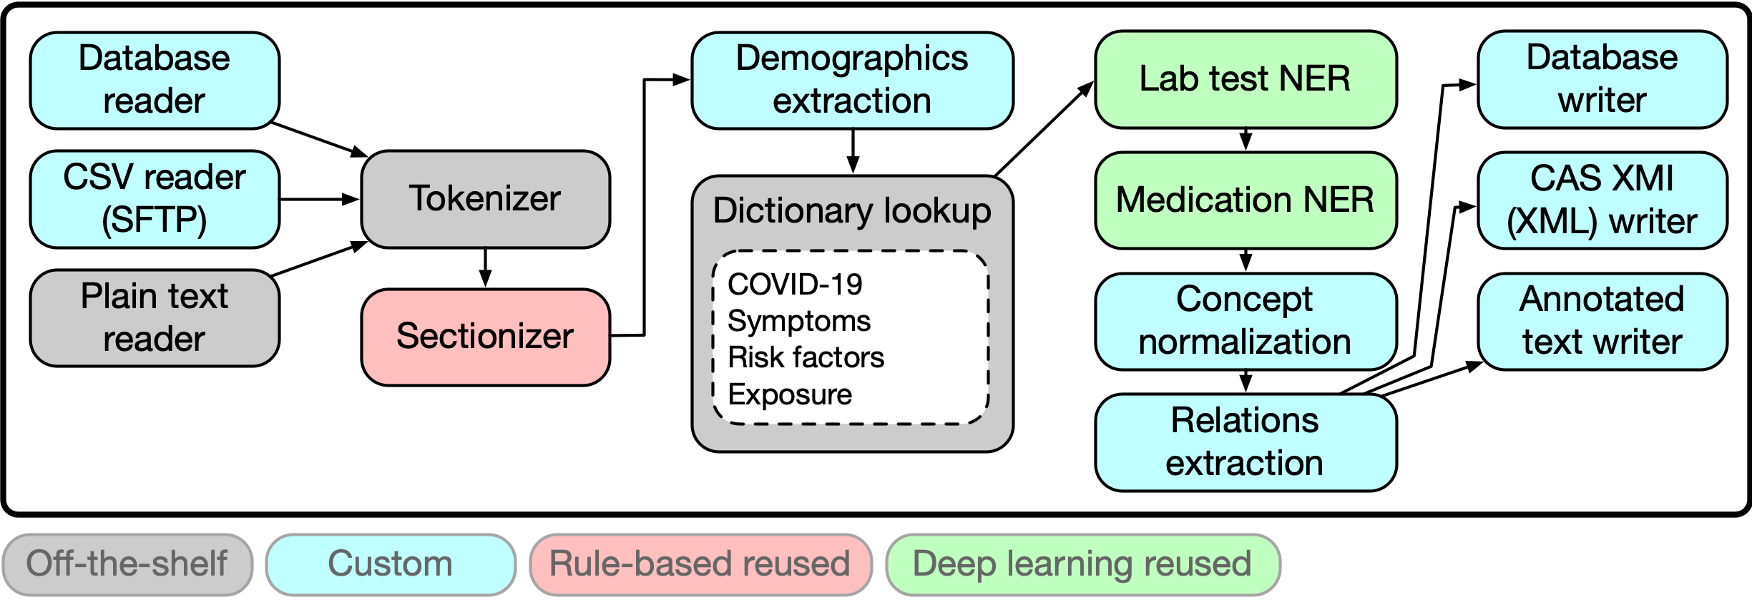 Database
reader
CSV reader
(SFTP)
Plain text
reader
Tokenizer
Sectionizer
Demographics
extraction
Dictionary lookup
COVID-19
Symptoms
Risk factors
Exposure
Lab test NER
Medication NER
Concept
normalization
Relations
extraction
Database
writer
CAS XMI
(XML) writer
Annotated
text writer
Off-the-shelf
Custom
Rule-based reused
Deep learning reused